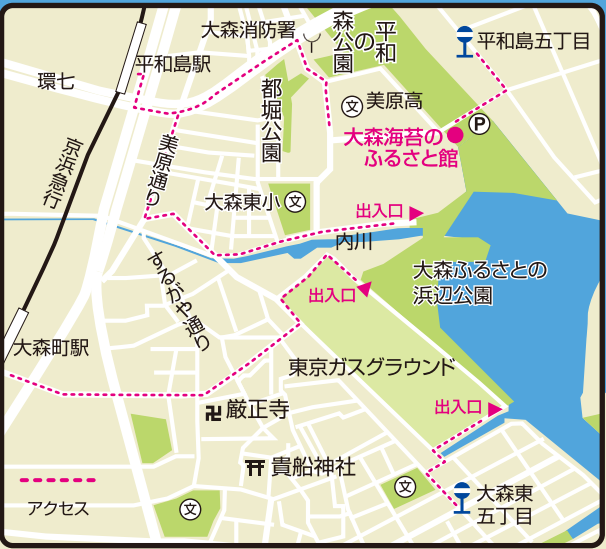 大森消防署
平和の森公園
平和島五丁目
平和島駅
環七
都堀公園
文
美原高
P
大森海苔の
ふるさと館
京浜急行
美原通り
大森東小
文
出入口
内川
するがや通り
出入口
大森ふるさとの
浜辺公園
大森町駅
東京ガスグラウンド
出入口
卍
厳正寺
貴船神社
文
大森東
五丁目
アクセス
文